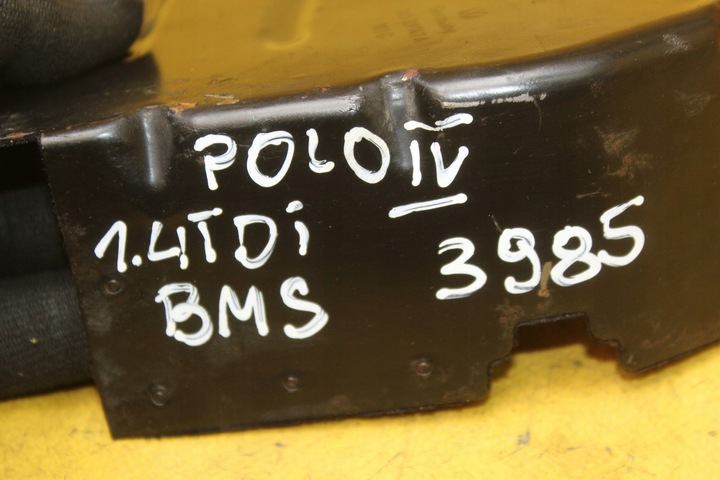 POLO IV
1.4TDi
3985
BMS